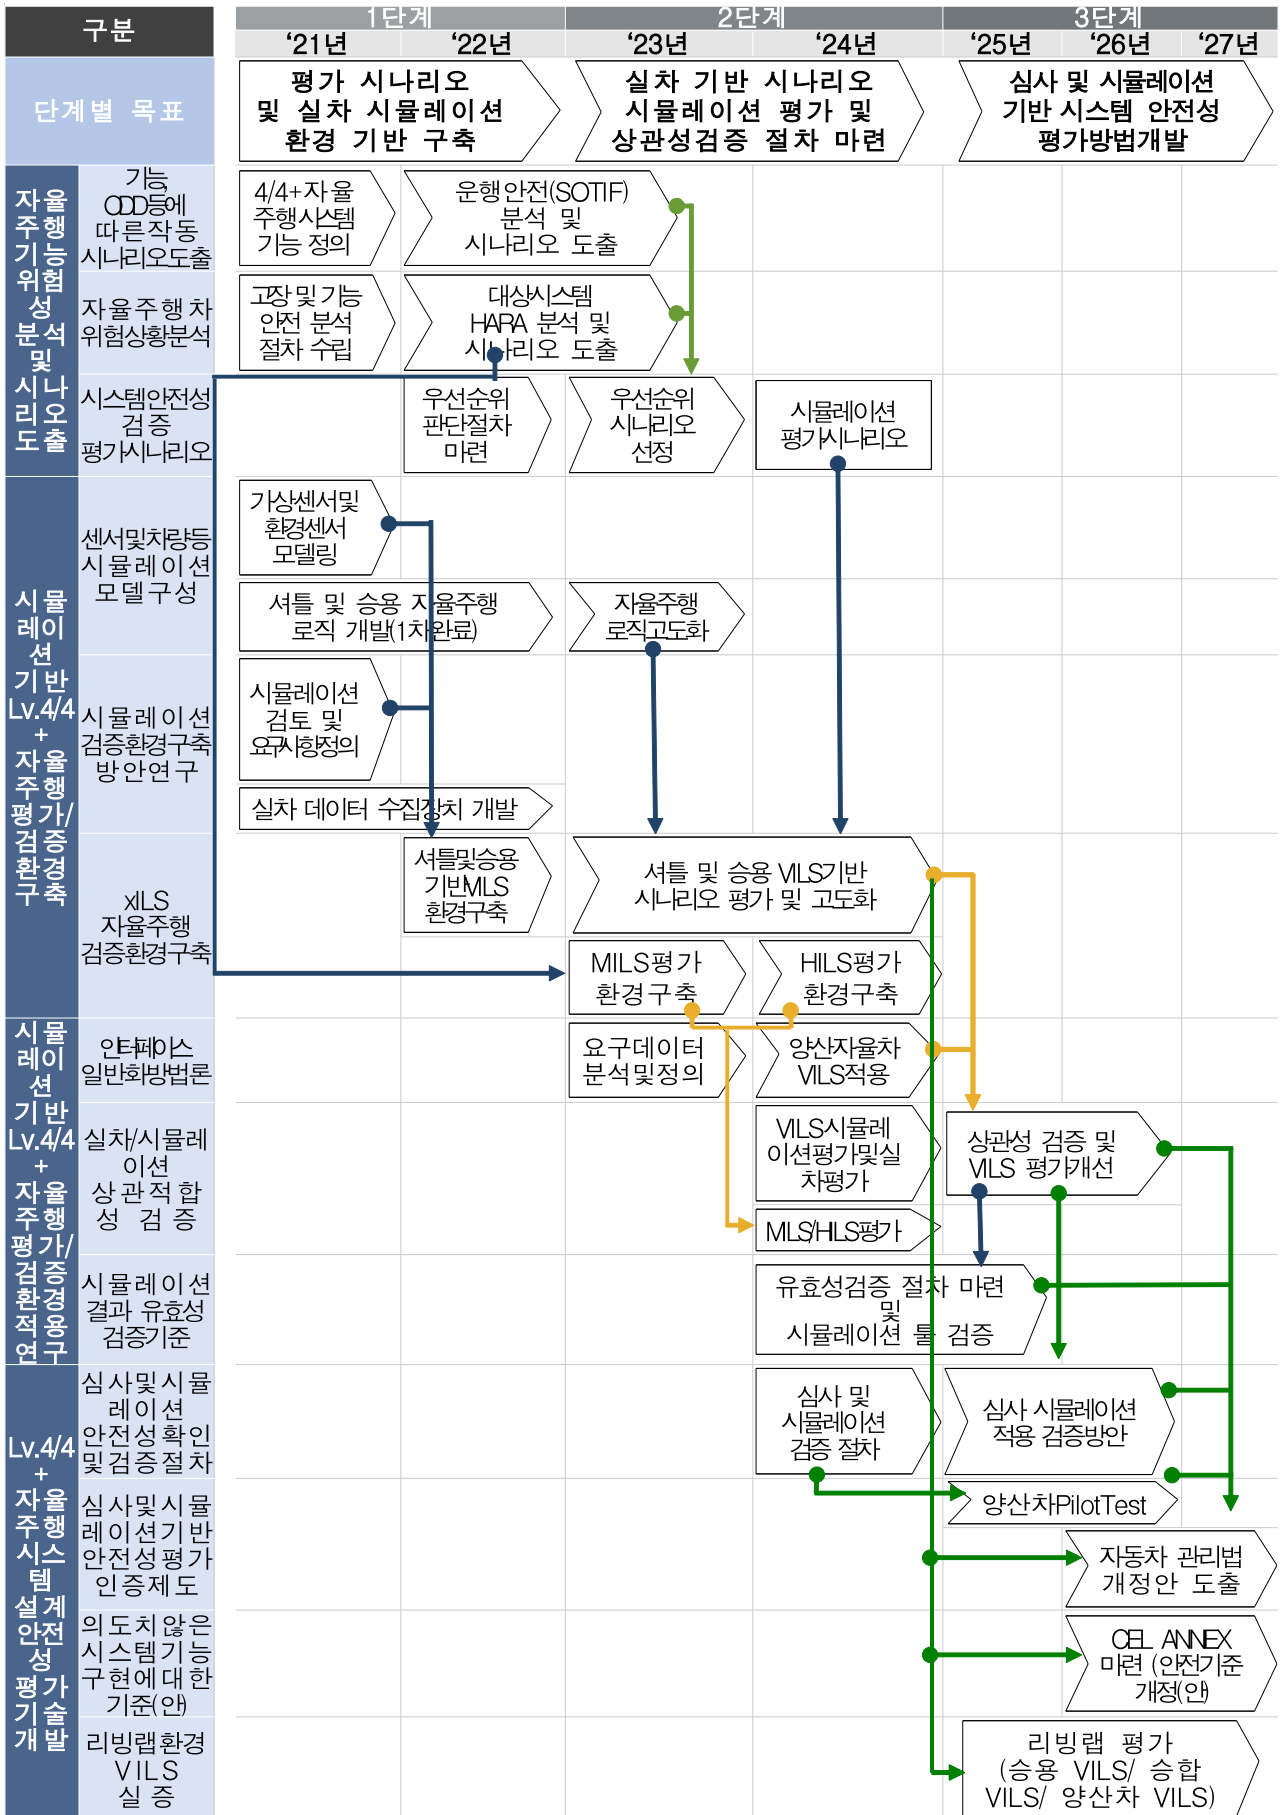 구분
1단계
2단계
3단계
‘21년
‘22년
‘23년
‘24년
‘25년
‘26년
‘27년
단계별 목표
평가 시나리오
및 실차 시뮬레이션
환경 기반 구축
실차 기반 시나리오
시뮬레이션 평가 및
상관성검증 절차 마련
심사 및 시뮬레이션
기반 시스템 안전성
평가방법개발
자율
주행
기능
위험
성
분석
및
시나
리오
도출
기능,
ODD등에
따른작동
시나리오도출
4/4+자율
주행시스템
기능 정의
운행안전(SOTIF)
분석 및
시나리오 도출
자율주행차
위험상황분석
고장 및 기능
안전 분석
절차 수립
대상시스템
HARA 분석 및
시나리오 도출
시스템안전성
검증
평가시나리오
우선순위
판단절차
마련
우선순위
시나리오
선정
시뮬레이션
평가시나리오
시뮬
레이
션
기반
Lv.4/4
+
자율
주행
평가/
검증
환경
구축
센서및차량등
시뮬레이션
모델구성
가상센서및
환경센서
모델링
셔틀 및 승용 자율주행
로직 개발(1차완료)
자율주행
로직고도화
시뮬레이션
검증환경구축
방안연구
시뮬레이션
검토 및
요구사항정의
실차 데이터 수집장치 개발
xILS
자율주행
검증환경구축
셔틀및승용
기반MILS
환경구축
셔틀 및 승용 VILS기반
시나리오 평가 및 고도화
MILS평가
환경구축
HILS평가
환경구축
시뮬
레이
션
기반
Lv.4/4
+
자율
주행
평가/
검증
환경
적용
연구
인터페이스
일반화방법론
요구데이터
분석및정의
양산자율차
VILS적용
실차/시뮬레
이션
상관적합
성 검증
VILS시뮬레
이션평가및실
차평가
상관성 검증 및
VILS 평가개선
MILS/HILS평가
시뮬레이션
결과 유효성
검증기준
유효성검증 절차 마련
및
시뮬레이션 툴 검증
Lv.4/4
+
자율
주행
시스
템
설계
안전
성
평가
기술
개발
심사및시뮬
레이션
안전성확인
및검증절차
심사 및
시뮬레이션
검증 절차
심사 시뮬레이션
적용 검증방안
심사및시뮬
레이션기반
안전성평가
인증제도
양산차PilotTest
자동차 관리법
개정안 도출
의도치않은
시스템기능
구현에대한
기준(안)
CEL ANNEX
마련 (안전기준
개정(안)
리빙랩환경
VILS
실증
리빙랩 평가
(승용 VILS/ 승합
VILS/ 양산차 VILS)